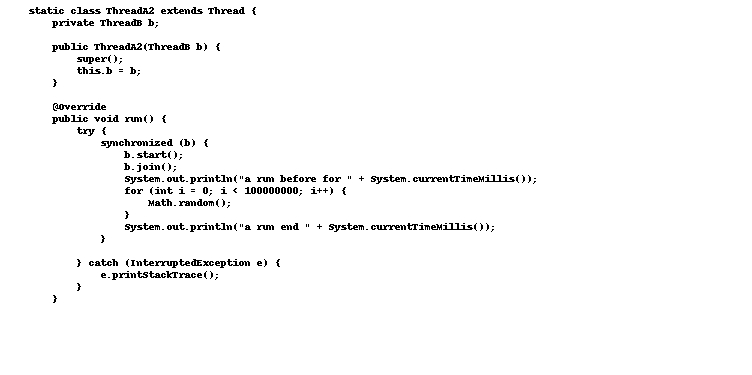 static class ThreadA2 extends Thread {
    private ThreadB b;

    public ThreadA2(ThreadB b) {
        super();
        this.b = b;
    }

    @Override
    public void run() {
        try {
            synchronized (b) {
                b.start();
                b.join();
                System.out.println("a run before for " + System.currentTimeMillis());
                for (int i = 0; i < 100000000; i++) {
                    Math.random();
                }
                System.out.println("a run end " + System.currentTimeMillis());
            }

        } catch (InterruptedException e) {
            e.printStackTrace();
        }
    }